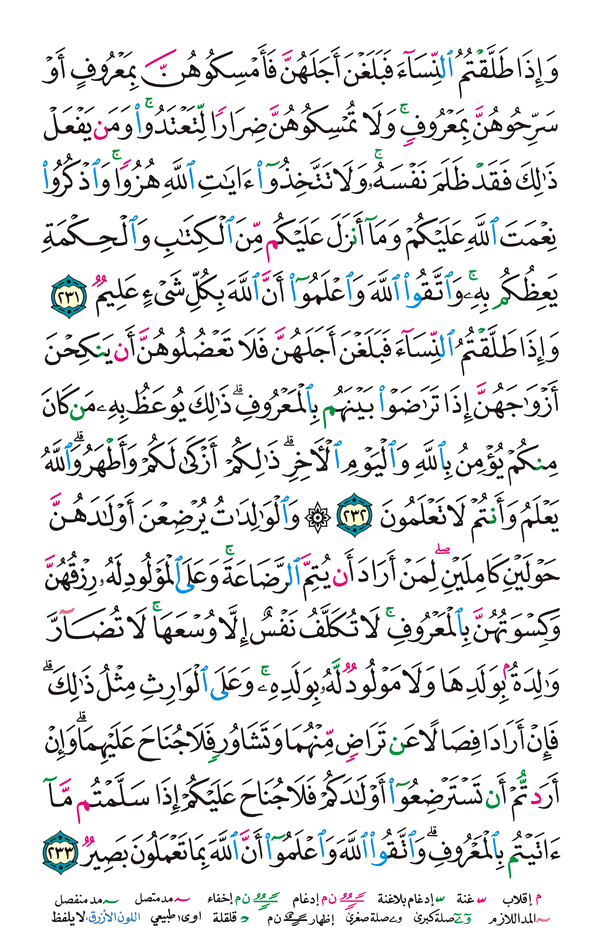 وَإِذَا طَلَّقْتُمُ ٱلنِّسَآءَ فَبَلَغْنَ أَجَلَهُنَّ فَأَمْسِكُوهُنَّ بِمَعْرُوفٍ أَوْ
سَرِّحُوهُنَّ بِمَعْرُوفٍۚ وَلَا تُمْسِكُوهُنَّ ضِرَارًا لِّتَعْتَدُواْۚ وَمَن يَفْعَلْ
ذَٰلِكَ فَقَدْ ظَلَمَ نَفْسَهُۥۚ وَلَا تَتَّخِذُوٓاْ ءَايَٰتِ ٱللَّهِ هُزُوًاۚ وَٱذْكُرُواْ
نِعْمَتَ ٱللَّهِ عَلَيْكُمْ وَمَآ أَنزَلَ عَلَيْكُم مِّنَ ٱلْكِتَٰبِ وَٱلْحِكْمَةِ
يَعِظُكُم بِهِۦۚ وَٱتَّقُواْ ٱللَّهَ وَٱعْلَمُوٓاْ أَنَّ ٱللَّهَ بِكُلِّ شَىْءٍ عَلِيمٌ ٢٣١
وَإِذَا طَلَّقْتُمُ ٱلنِّسَآءَ فَبَلَغْنَ أَجَلَهُنَّ فَلَا تَعْضُلُوهُنَّ أَن يَنكِحْنَ
أَزْوَٰجَهُنَّ إِذَا تَرَٰضَوْاْ بَيْنَهُم بِٱلْمَعْرُوفِۗ ذَٰلِكَ يُوعَظُ بِهِۦ مَن كَانَ
مِنكُمْ يُؤْمِنُ بِٱللَّهِ وَٱلْيَوْمِ ٱلْأَخِرِۗ ذَٰلِكُمْ أَزْكَىٰ لَكُمْ وَأَطْهَرُۗ وَٱللَّهُ
يَعْلَمُ وَأَنتُمْ لَا تَعْلَمُونَ ٢٣٢ ۞ وَٱلْوَٰلِدَٰتُ يُرْضِعْنَ أَوْلَٰدَهُنَّ
حَوْلَيْنِ كَامِلَيْنِۖ لِمَنْ أَرَادَ أَن يُتِمَّ ٱلرَّضَاعَةَۚ وَعَلَى ٱلْمَوْلُودِ لَهُۥ رِزْقُهُنَّ
وَكِسْوَتُهُنَّ بِٱلْمَعْرُوفِۚ لَا تُكَلَّفُ نَفْسٌ إِلَّا وُسْعَهَاۚ لَا تُضَآرَّ
وَٰلِدَةُۢ بِوَلَدِهَا وَلَا مَوْلُودٌ لَّهُۥ بِوَلَدِهِۦۚ وَعَلَى ٱلْوَارِثِ مِثْلُ ذَٰلِكَۗ
فَإِنْ أَرَادَا فِصَالًا عَن تَرَاضٍ مِّنْهُمَا وَتَشَاوُرٍ فَلَا جُنَاحَ عَلَيْهِمَاۗ وَإِنْ
أَرَدتُّمْ أَن تَسْتَرْضِعُوٓاْ أَوْلَٰدَكُمْ فَلَا جُنَاحَ عَلَيْكُمْ إِذَا سَلَّمْتُم مَّآ
ءَاتَيْتُم بِٱلْمَعْرُوفِۗ وَٱتَّقُواْ ٱللَّهَ وَٱعْلَمُوٓاْ أَنَّ ٱللَّهَ بِمَا تَعْمَلُونَ بَصِيرٌ ٢٣٣
م إقلاب غنة إدغام بلاغنة ن م إدغام ن م إخفاء مد متصل مد منفصل
المد اللازم صلة كبرى صلة صغرى إظهار ن م قلقلة اوى؛ طبيعي اللون الأزرق: لا يلفظ